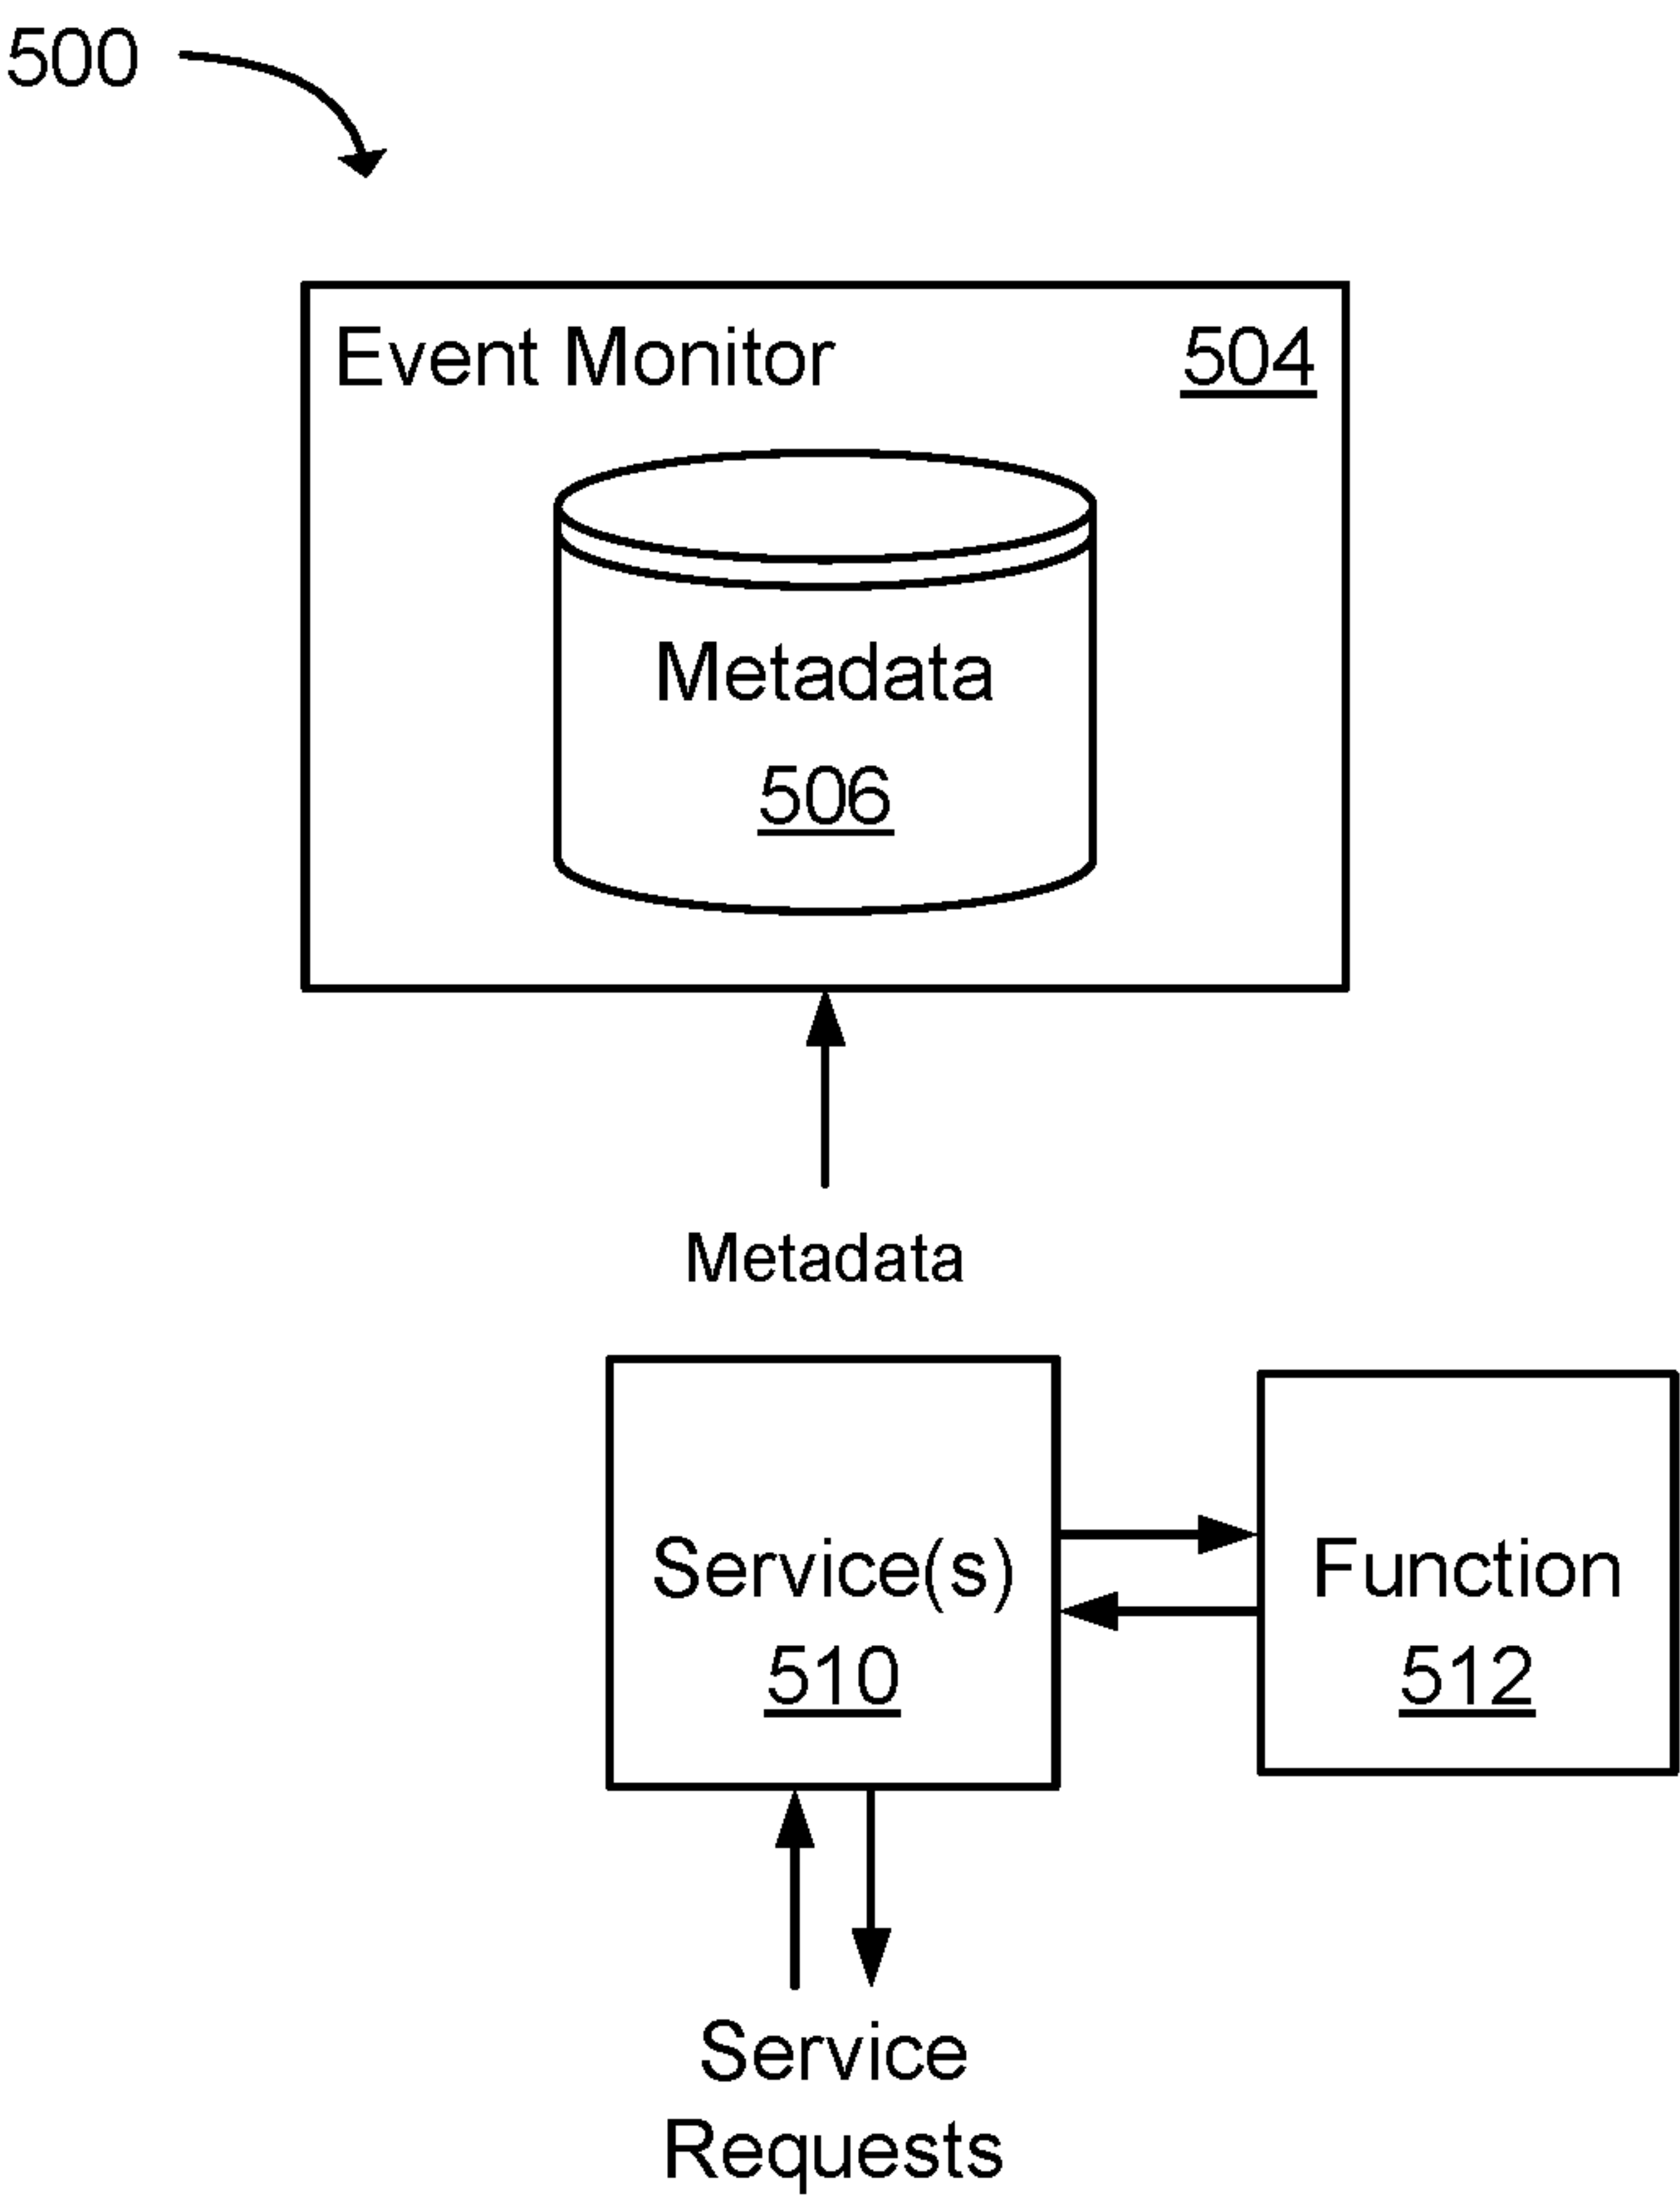 500
Event Monitor 504
Metadata
506
Metadata
Service(s)
510
Function
512
Service
Requests